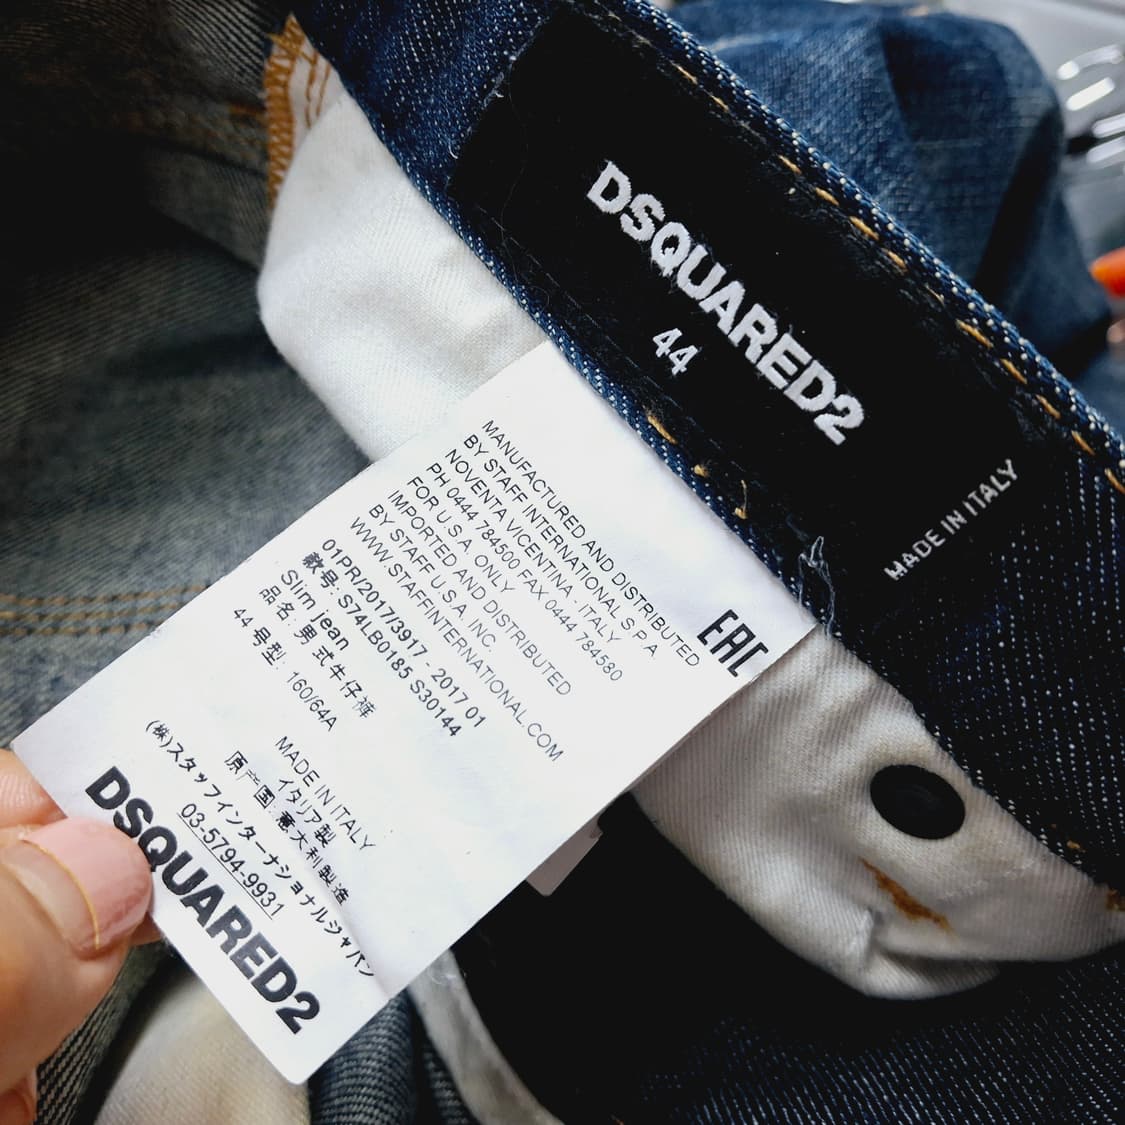 DSQUARED2
44
MADE IN ITALY
MANUFACTURED AND DISTRIBUTED
BY STAFF INTERNATIONAL S.P.A.
NOVENTA VICENTINA - ITALY
PH 0444 784500 FAX 0444 784580
FOR U.S.A. ONLY
IMPORTED AND DISTRIBUTED
BY STAFF U.S.A. INC.
WWW.STAFFINTERNATIONAL.COM
EAC
01PR/2017/3917 - 2017 01
款号: S74LB0185 S30144
Slim jean
品名: 男式牛仔裤
44 号型: 160/64A
MADE IN ITALY
イタリア製
原产国: 意大利製造
(株)スタッフインターナショナルジャパン
03-5794-9931
DSQUARED2